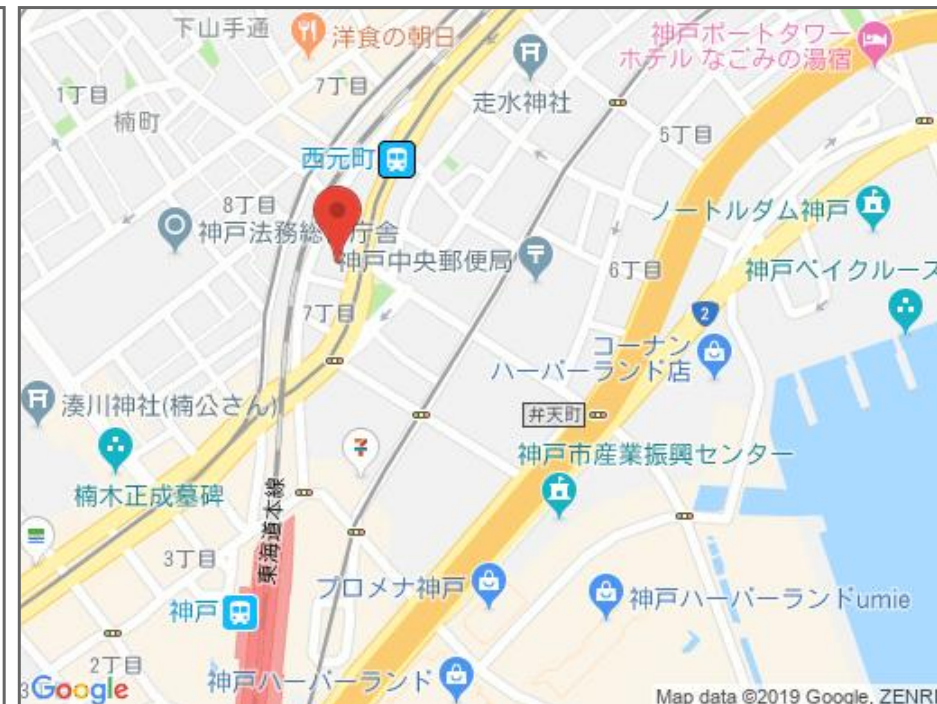 下山手通
洋食の朝日
神戸ポートタワー
ホテル なごみの湯宿
7丁目
1丁目
楠町
走水神社
5丁目
西元町
8丁目
ノートルダム神戸
神戸法務総
庁舎
神戸中央郵便局
6丁目
神戸ベイクルーズ
7丁目
2
コーナン
ハーバーランド店
湊川神社(楠公さん)
弁天町
神戸市産業振興センター
楠木正成墓碑
東海道本線
3丁目
プロメナ神戸
神戸ハーバーランドumie
神戸
2丁目
神戸ハーバーランド
3
Google
Map data ©2019 Google, ZENRI